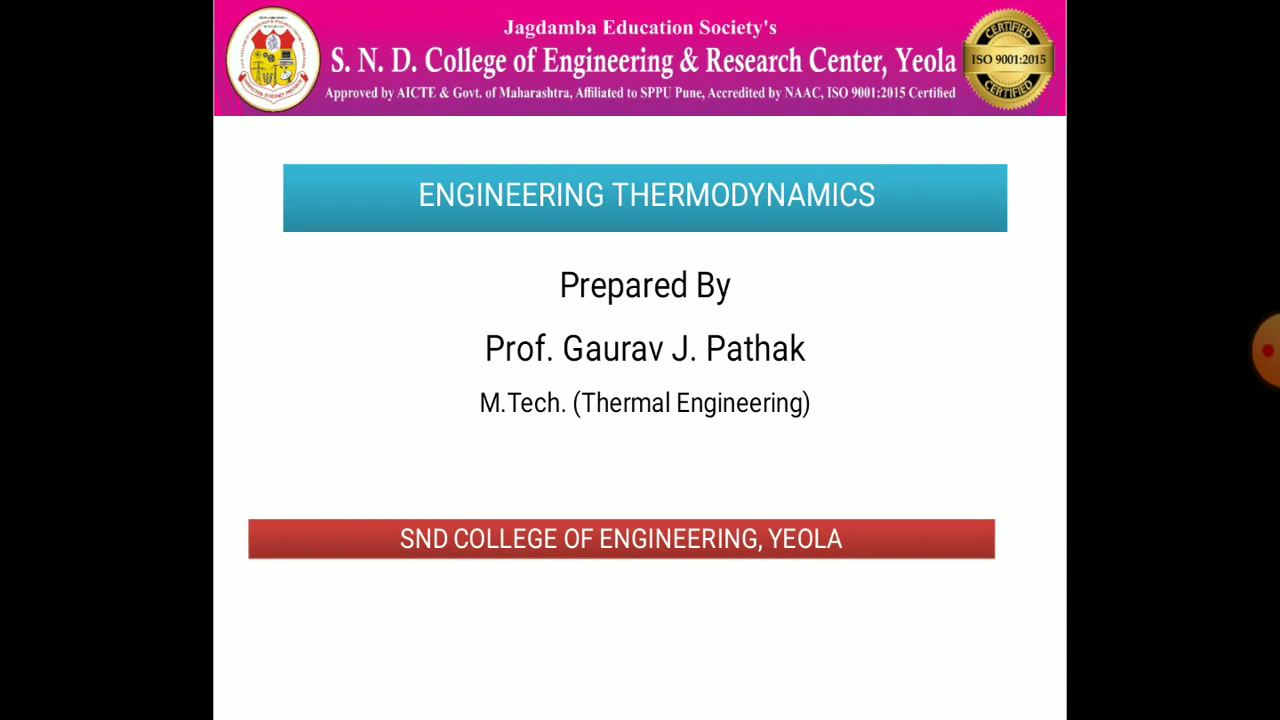 Jagdamba Education Society's
S. N. D. College of Engineering & Research Center, Yeola
Approved by AICTE & Govt. of Maharashtra, Affiliated to SPPU Pune, Accredited by NAAC, ISO 9001:2015 Certified
CERTIFIED
ISO 9001:2015
CERTIFIED
ENGINEERING THERMODYNAMICS
Prepared By
Prof. Gaurav J. Pathak
M.Tech. (Thermal Engineering)
SND COLLEGE OF ENGINEERING, YEOLA